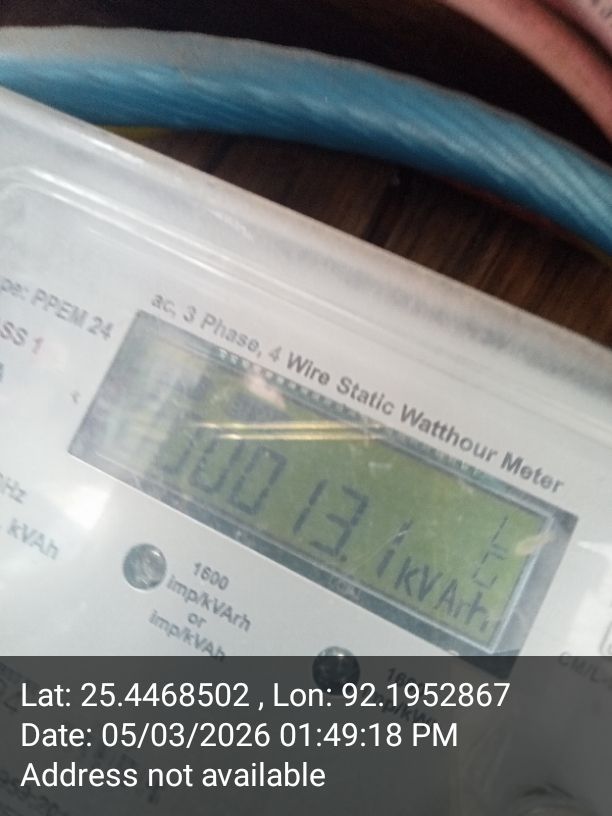 ac, 3 Phase, 4 Wire Static Watthour Meter
pe: PPEM 24
SS 1
00013.1 kVArh
Hz
kVAh
1600
imp/kVArh
or
imp/kVAh
CM/L
Lat: 25.4468502 , Lon: 92.1952867
Date: 05/03/2026 01:49:18 PM
Address not available